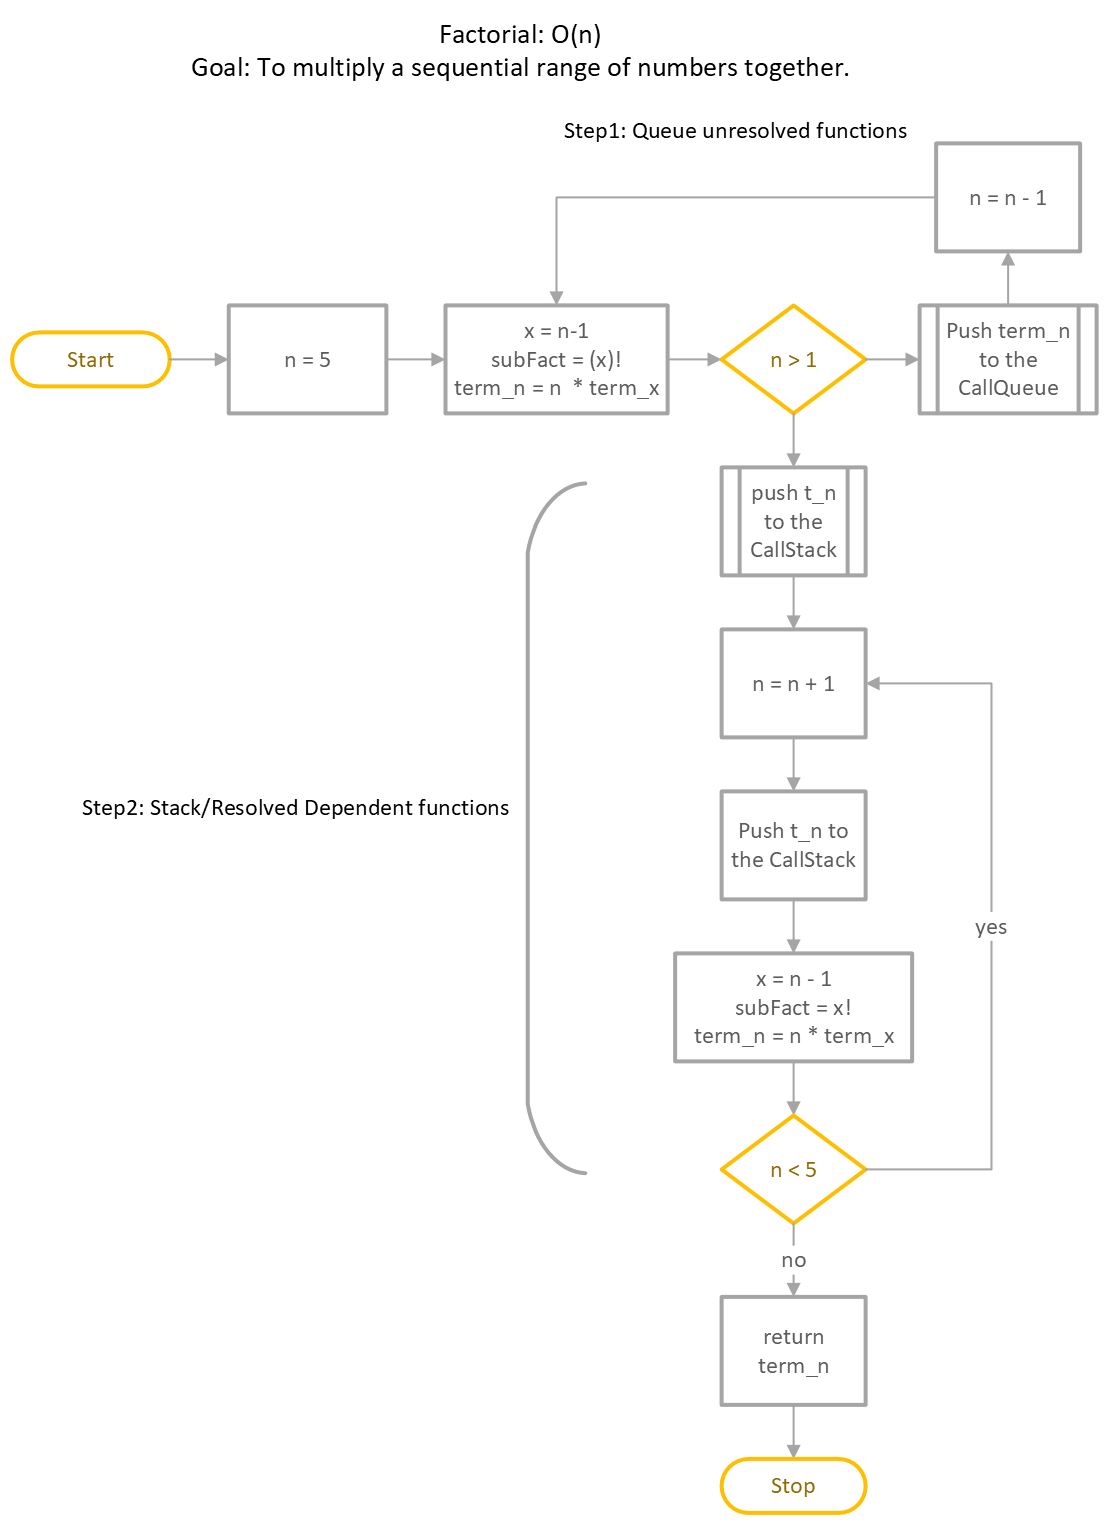 Factorial: O(n)
Goal: To multiply a sequential range of numbers together.
Step1: Queue unresolved functions
n = n - 1
Start
n = 5
x = n-1
subFact = (x)!
term_n = n  * term_x
n > 1
Push term_n
to the
CallQueue
push t_n
to the
CallStack
n = n + 1
Step2: Stack/Resolved Dependent functions
Push t_n to
the CallStack
yes
x = n - 1
subFact = x!
term_n = n * term_x
n < 5
no
return
term_n
Stop